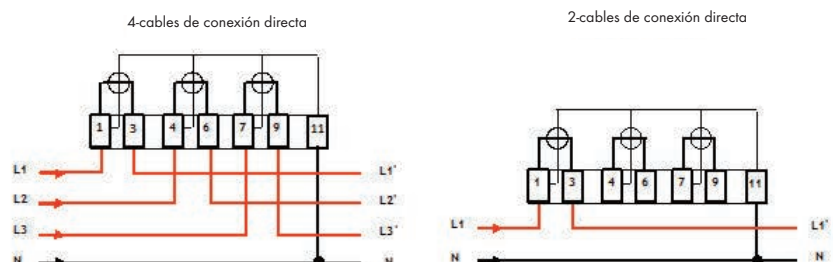 4-cables de conexión directa
1 3 4 6 7 9 11
L1 L1'
L2 L2'
L3 L3'
N N
2-cables de conexión directa
1 3 4 6 7 9 11
L1 L1'
N N